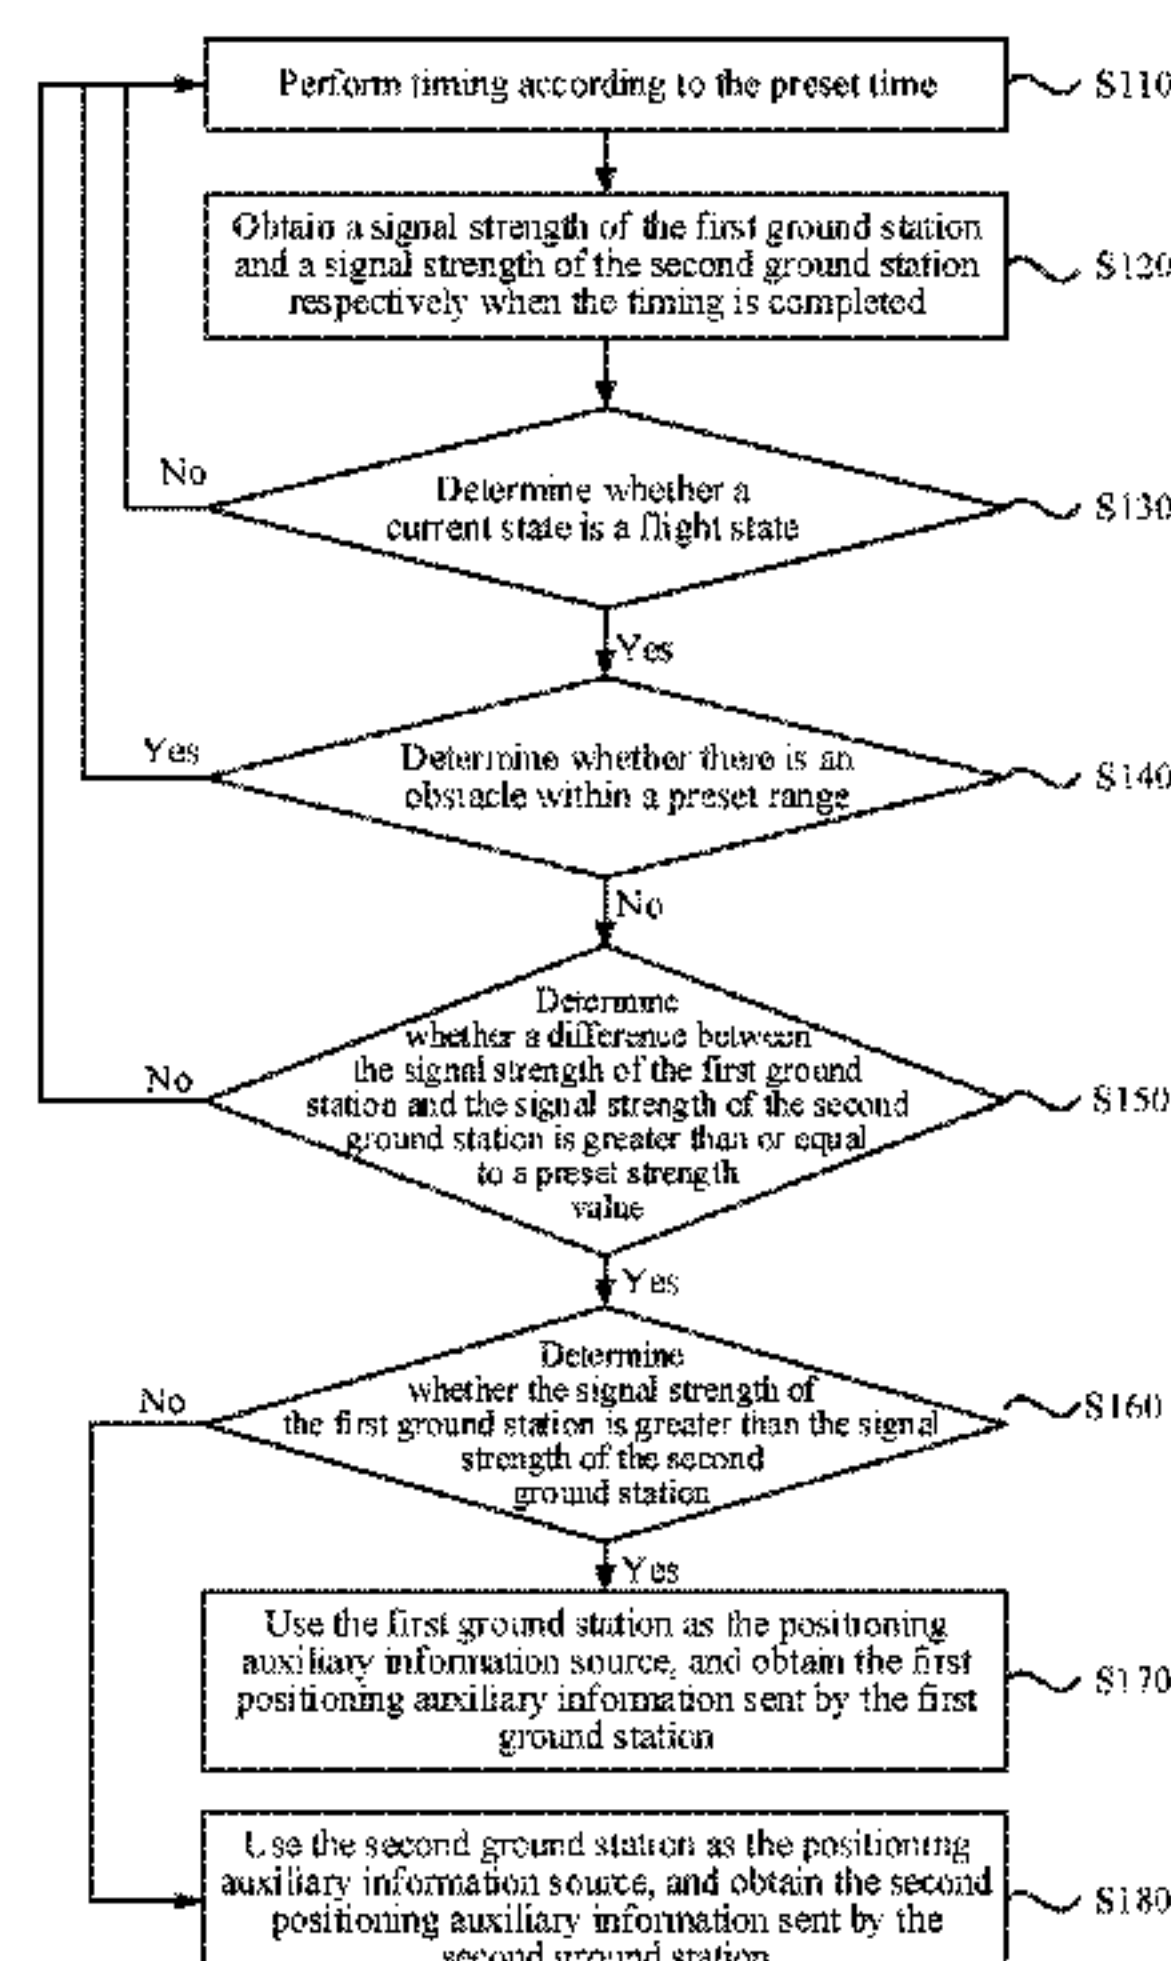 Perform timing according to the preset time
S110
Obtain a signal strength of the first ground station
and a signal strength of the second ground station
respectively when the timing is completed
S120
No
Determine whether a
current state is a flight state
S130
Yes
Yes
Determine whether there is an
obstacle within a preset range
S140
No
Determine
whether a difference between
the signal strength of the first ground
station and the signal strength of the second
ground station is greater than or equal
to a preset strength
value
No
S150
Yes
Determine
whether the signal strength of
the first ground station is greater than the signal
strength of the second
ground station
No
S160
Yes
Use the first ground station as the positioning
auxiliary information source, and obtain the first
positioning auxiliary information sent by the first
ground station
S170
Use the second ground station as the positioning
auxiliary information source, and obtain the second
positioning auxiliary information sent by the
second ground station
S180